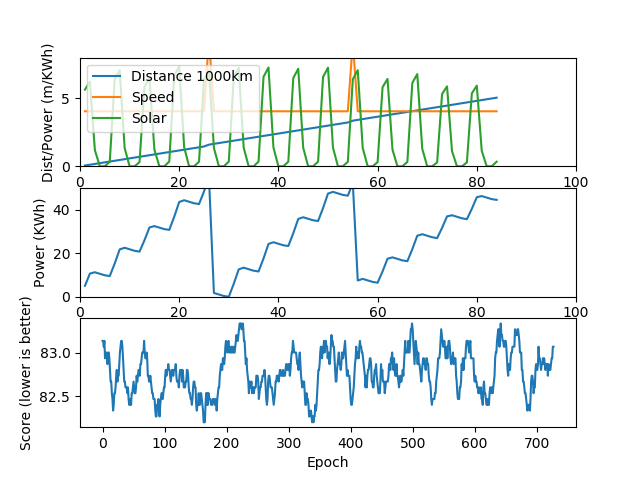 Dist/Power (m/KWh)
5
0
Distance 1000km
Speed
Solar
0 20 40 60 80 100
Power (KWh)
40
20
0
0 20 40 60 80 100
Score (lower is better)
83.0
82.5
0 100 200 300 400 500 600 700
Epoch